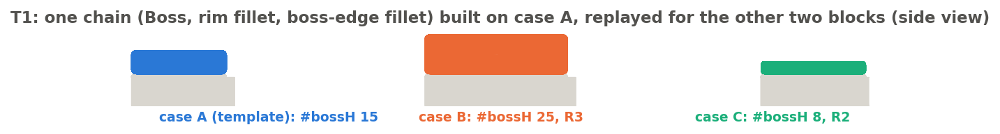 T1: one chain (Boss, rim fillet, boss-edge fillet) built on case A, replayed for the other two blocks (side view)
case A (template): #bossH 15
case B: #bossH 25, R3
case C: #bossH 8, R2